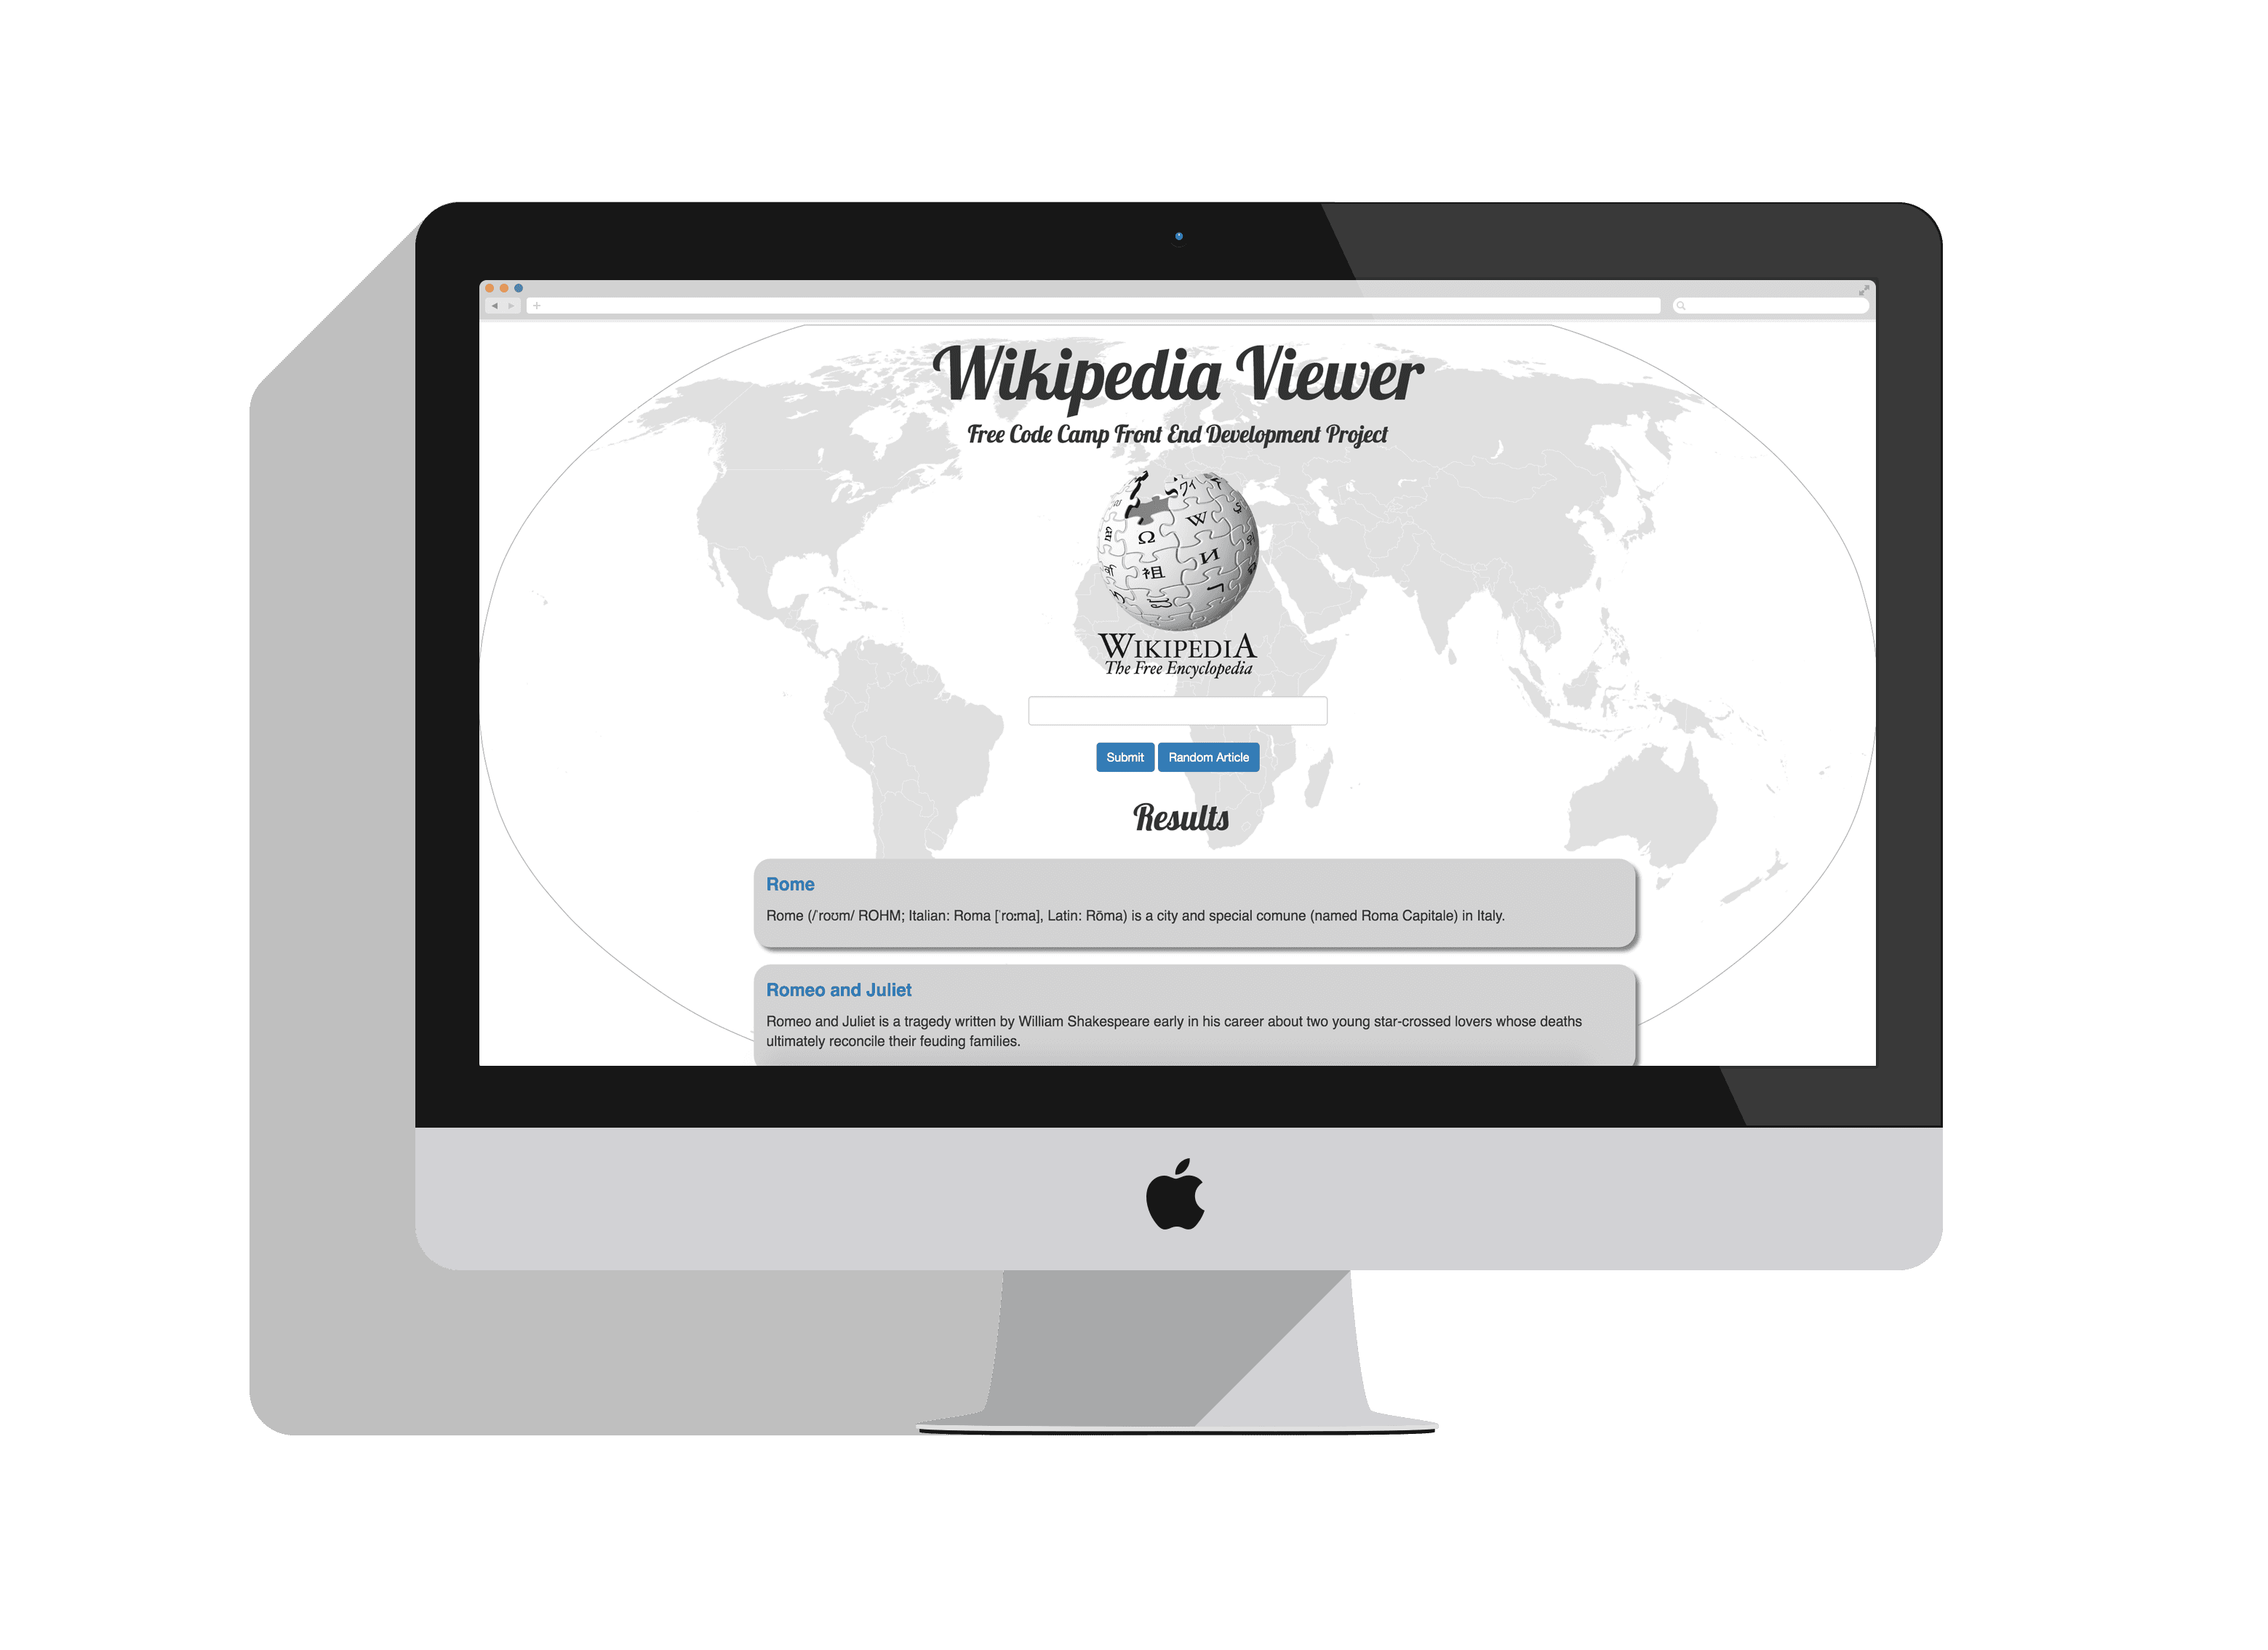 Wikipedia Viewer
Free Code Camp Front End Development Project
Ω
W
И
祖
ワィ
WIKIPEDIA
The Free Encyclopedia
Submit
Random Article
Results
Rome
Rome (/ˈroʊm/ ROHM; Italian: Roma [ˈroːma], Latin: Rōma) is a city and special comune (named Roma Capitale) in Italy.
Romeo and Juliet
Romeo and Juliet is a tragedy written by William Shakespeare early in his career about two young star-crossed lovers whose deaths
ultimately reconcile their feuding families.